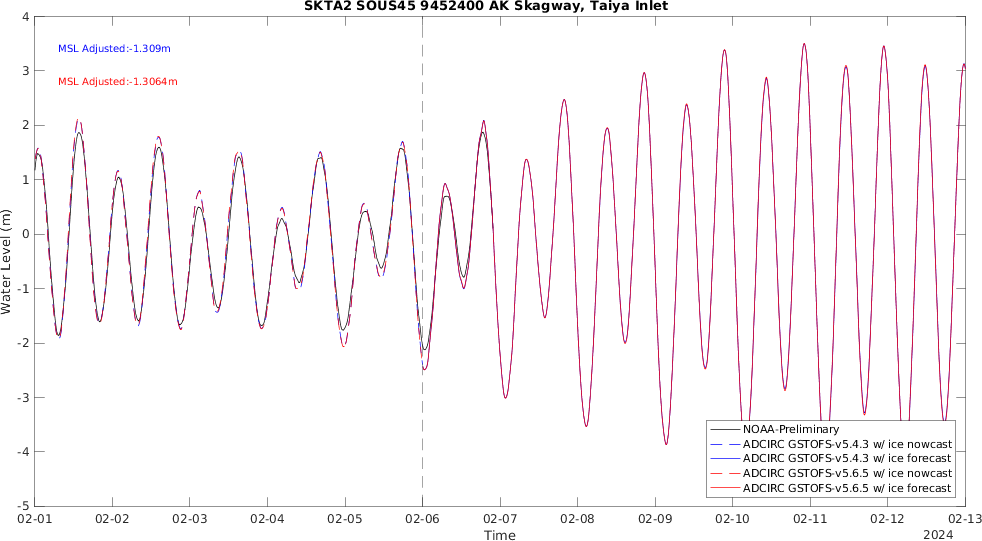 SKTA2 SOUS45 9452400 AK Skagway, Taiya Inlet
MSL Adjusted:-1.309m
MSL Adjusted:-1.3064m
4
3
2
1
0
-1
-2
-3
-4
-5
Water Level (m)
NOAA-Preliminary
ADCIRC GSTOFS-v5.4.3 w/ ice nowcast
ADCIRC GSTOFS-v5.4.3 w/ ice forecast
ADCIRC GSTOFS-v5.6.5 w/ ice nowcast
ADCIRC GSTOFS-v5.6.5 w/ ice forecast
02-01 02-02 02-03 02-04 02-05 02-06 02-07 02-08 02-09 02-10 02-11 02-12 02-13
Time
2024